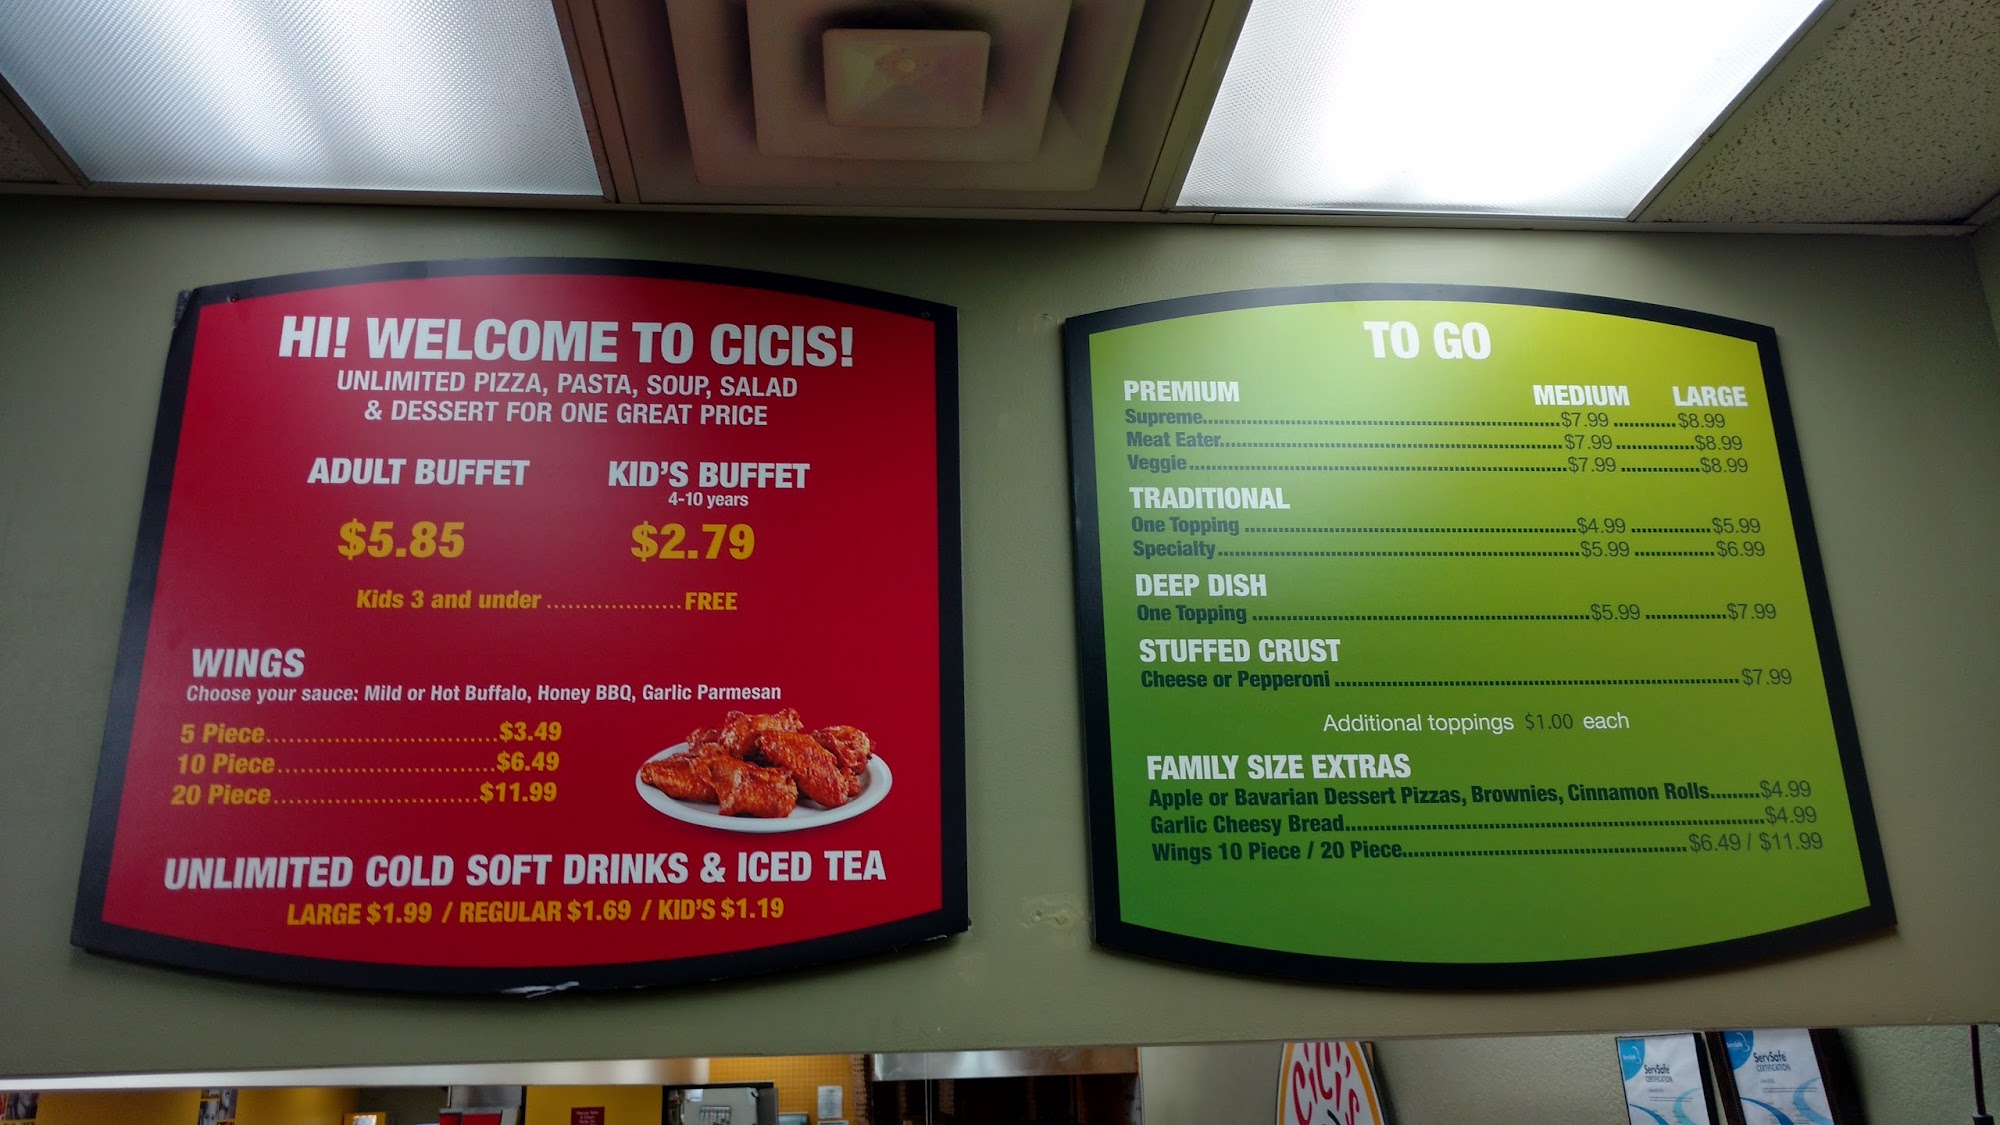 HI! WELCOME TO CICIS!
UNLIMITED PIZZA, PASTA, SOUP, SALAD
& DESSERT FOR ONE GREAT PRICE
ADULT BUFFET
$5.85
KID'S BUFFET
4-10 years
$2.79
Kids 3 and under ................... FREE
WINGS
Choose your sauce: Mild or Hot Buffalo, Honey BBQ, Garlic Parmesan
5 Piece..............................$3.49
10 Piece............................$6.49
20 Piece..........................$11.99
UNLIMITED COLD SOFT DRINKS & ICED TEA
LARGE $1.99 / REGULAR $1.69 / KID'S $1.19
TO GO
PREMIUM MEDIUM LARGE
Supreme..............................$7.99 ............$8.99
Meat Eater..............................$7.99 ............$8.99
Veggie..............................$7.99 ............$8.99
TRADITIONAL
One Topping ..............................$4.99 ............$5.99
Specialty..............................$5.99 ............$6.99
DEEP DISH
One Topping ..............................$5.99 ............$7.99
STUFFED CRUST
Cheese or Pepperoni ..............................$7.99
Additional toppings $1.00 each
FAMILY SIZE EXTRAS
Apple or Bavarian Dessert Pizzas, Brownies, Cinnamon Rolls........$4.99
Garlic Cheesy Bread..............................$4.99
Wings 10 Piece / 20 Piece..............................$6.49 / $11.99
CiCi's
ServSafe
ServSafe
CERTIFICATION
ServSafe
ServSafe
CERTIFICATION